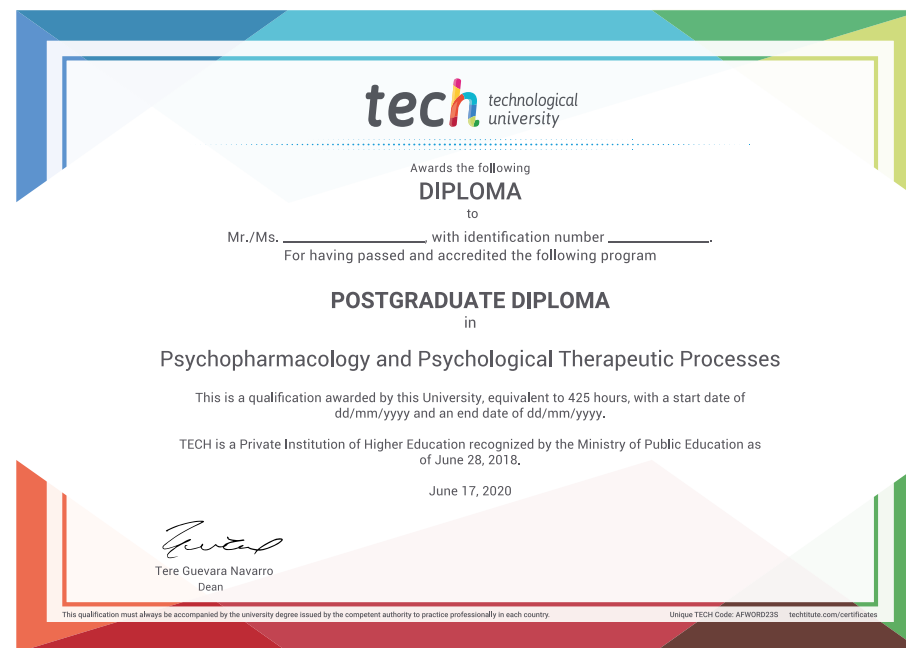 tech technological
university
Awards the following
DIPLOMA
to
Mr./Ms. ____________, with identification number ____________.
For having passed and accredited the following program
POSTGRADUATE DIPLOMA
in
Psychopharmacology and Psychological Therapeutic Processes
This is a qualification awarded by this University, equivalent to 425 hours, with a start date of
dd/mm/yyyy and an end date of dd/mm/yyyy.
TECH is a Private Institution of Higher Education recognized by the Ministry of Public Education as
of June 28, 2018.
June 17, 2020
Tere Guevara Navarro
Dean
This qualification must always be accompanied by the university degree issued by the competent authority to practice professionally in each country. Unique TECH Code: AFWORD23S techtitute.com/certificates